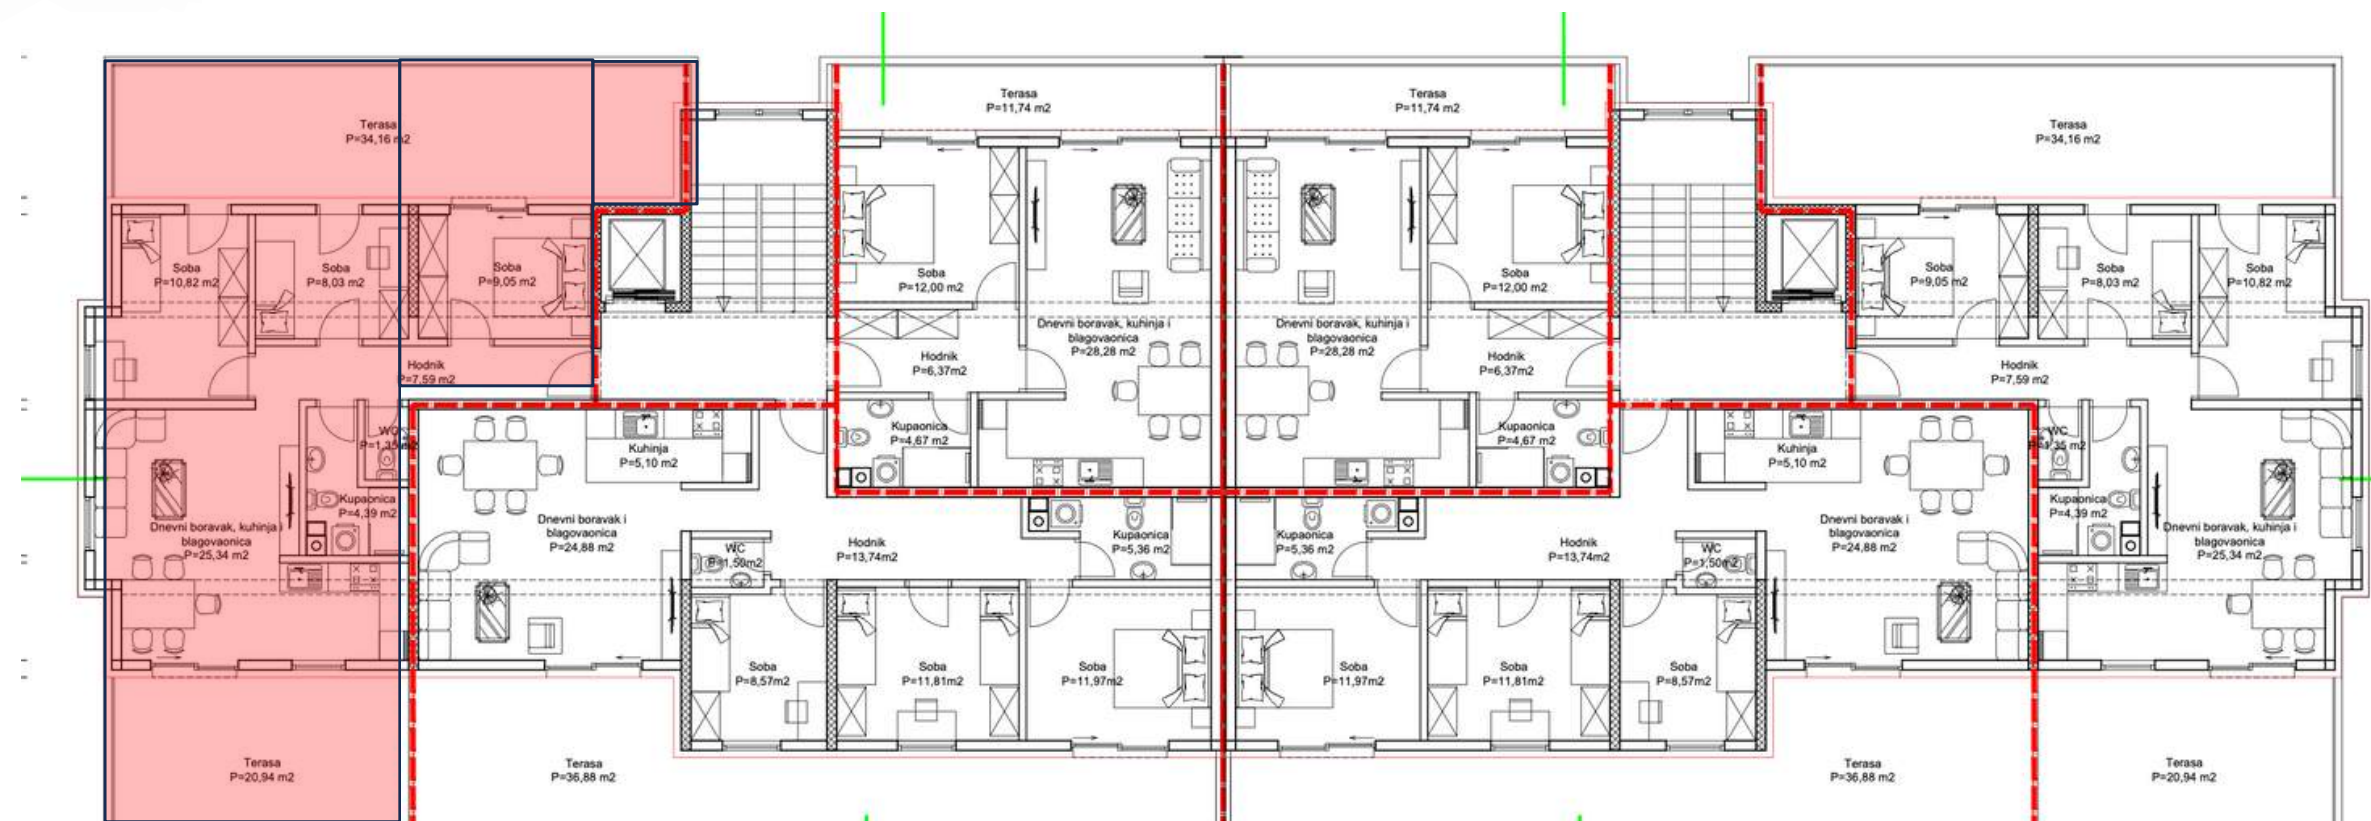 Terasa
P=34,16 m2
Terasa
P=11,74 m2
Terasa
P=11,74 m2
Terasa
P=34,16 m2
Soba
P=10,82 m2
Soba
P=8,03 m2
Soba
P=9,05 m2
Soba
P=12,00 m2
Soba
P=12,00 m2
Soba
P=9,05 m2
Soba
P=8,03 m2
Soba
P=10,82 m2
Dnevni boravak, kuhinja i
blagovaonica
P=28,28 m2
Dnevni boravak, kuhinja i
blagovaonica
P=28,28 m2
Hodnik
P=7,59 m2
Hodnik
P=6,37m2
Hodnik
P=6,37m2
Hodnik
P=7,59 m2
WC
P=1,35 m2
Kuhinja
P=5,10 m2
Kupaonica
P=4,67 m2
Kupaonica
P=4,67 m2
Kuhinja
P=5,10 m2
WC
P=1,35 m2
Kupaonica
P=4,39 m2
Kupaonica
P=4,39 m2
Dnevni boravak, kuhinja i
blagovaonica
P=25,34 m2
Dnevni boravak i
blagovaonica
P=24,88 m2
WC
P=1,50m2
Hodnik
P=13,74m2
Kupaonica
P=5,36 m2
Kupaonica
P=5,36 m2
Hodnik
P=13,74m2
WC
P=1,50m2
Dnevni boravak i
blagovaonica
P=24,88 m2
Dnevni boravak, kuhinja i
blagovaonica
P=25,34 m2
Soba
P=8,57m2
Soba
P=11,81m2
Soba
P=11,97m2
Soba
P=11,97m2
Soba
P=11,81m2
Soba
P=8,57m2
Terasa
P=20,94 m2
Terasa
P=36,88 m2
Terasa
P=36,88 m2
Terasa
P=20,94 m2